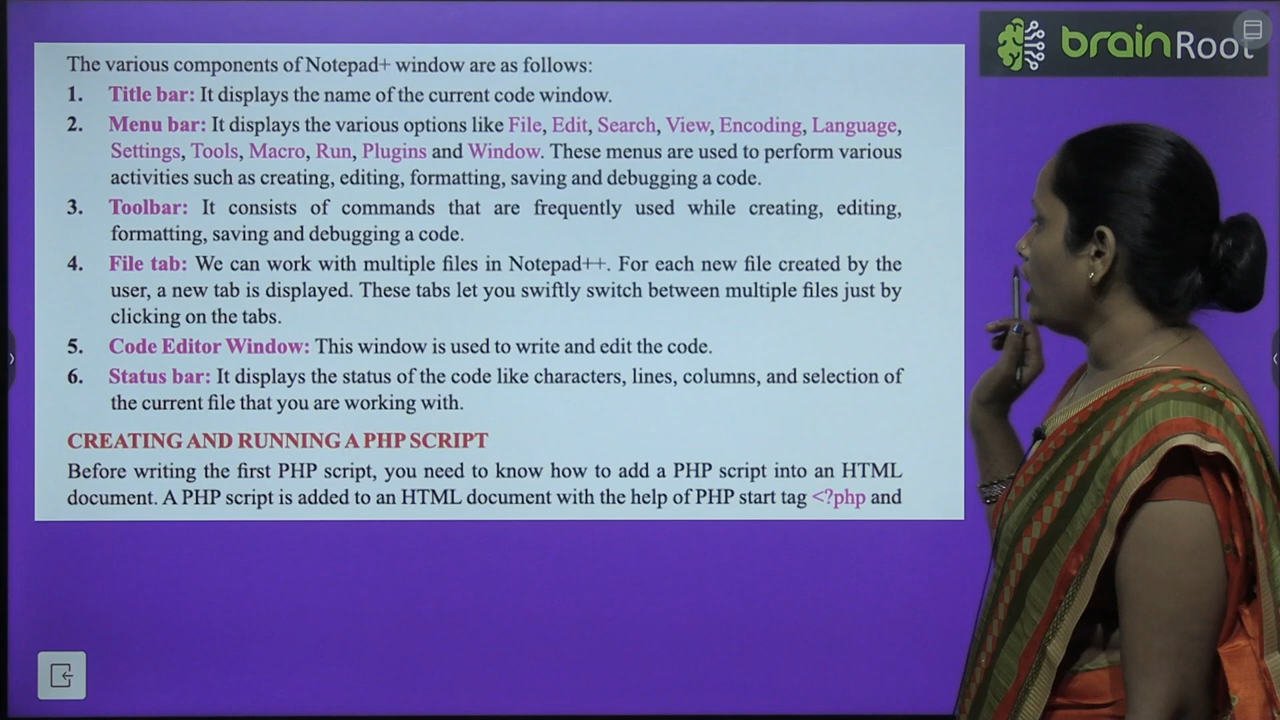 brainRoot
The various components of Notepad+ window are as follows:
1. Title bar: It displays the name of the current code window.
2. Menu bar: It displays the various options like File, Edit, Search, View, Encoding, Language,
Settings, Tools, Macro, Run, Plugins and Window. These menus are used to perform various
activities such as creating, editing, formatting, saving and debugging a code.
3. Toolbar: It consists of commands that are frequently used while creating, editing,
formatting, saving and debugging a code.
4. File tab: We can work with multiple files in Notepad++. For each new file created by the
user, a new tab is displayed. These tabs let you swiftly switch between multiple files just by
clicking on the tabs.
5. Code Editor Window: This window is used to write and edit the code.
6. Status bar: It displays the status of the code like characters, lines, columns, and selection of
the current file that you are working with.
CREATING AND RUNNING A PHP SCRIPT
Before writing the first PHP script, you need to know how to add a PHP script into an HTML
document. A PHP script is added to an HTML document with the help of PHP start tag <?php and